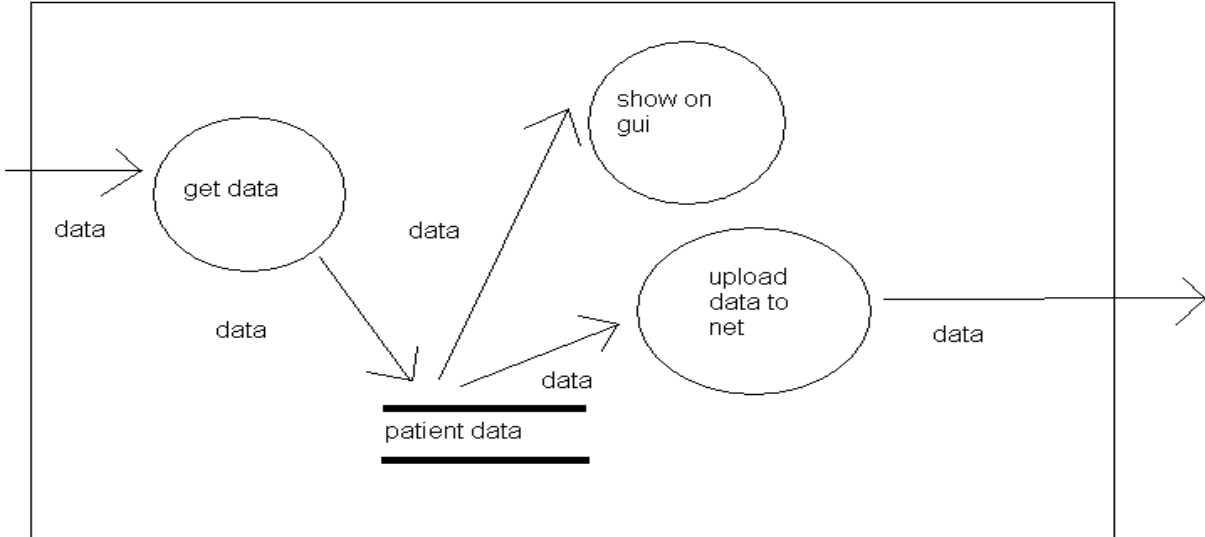 show on
gui
get data
data
data
data
upload
data to
net
data
data
patient data